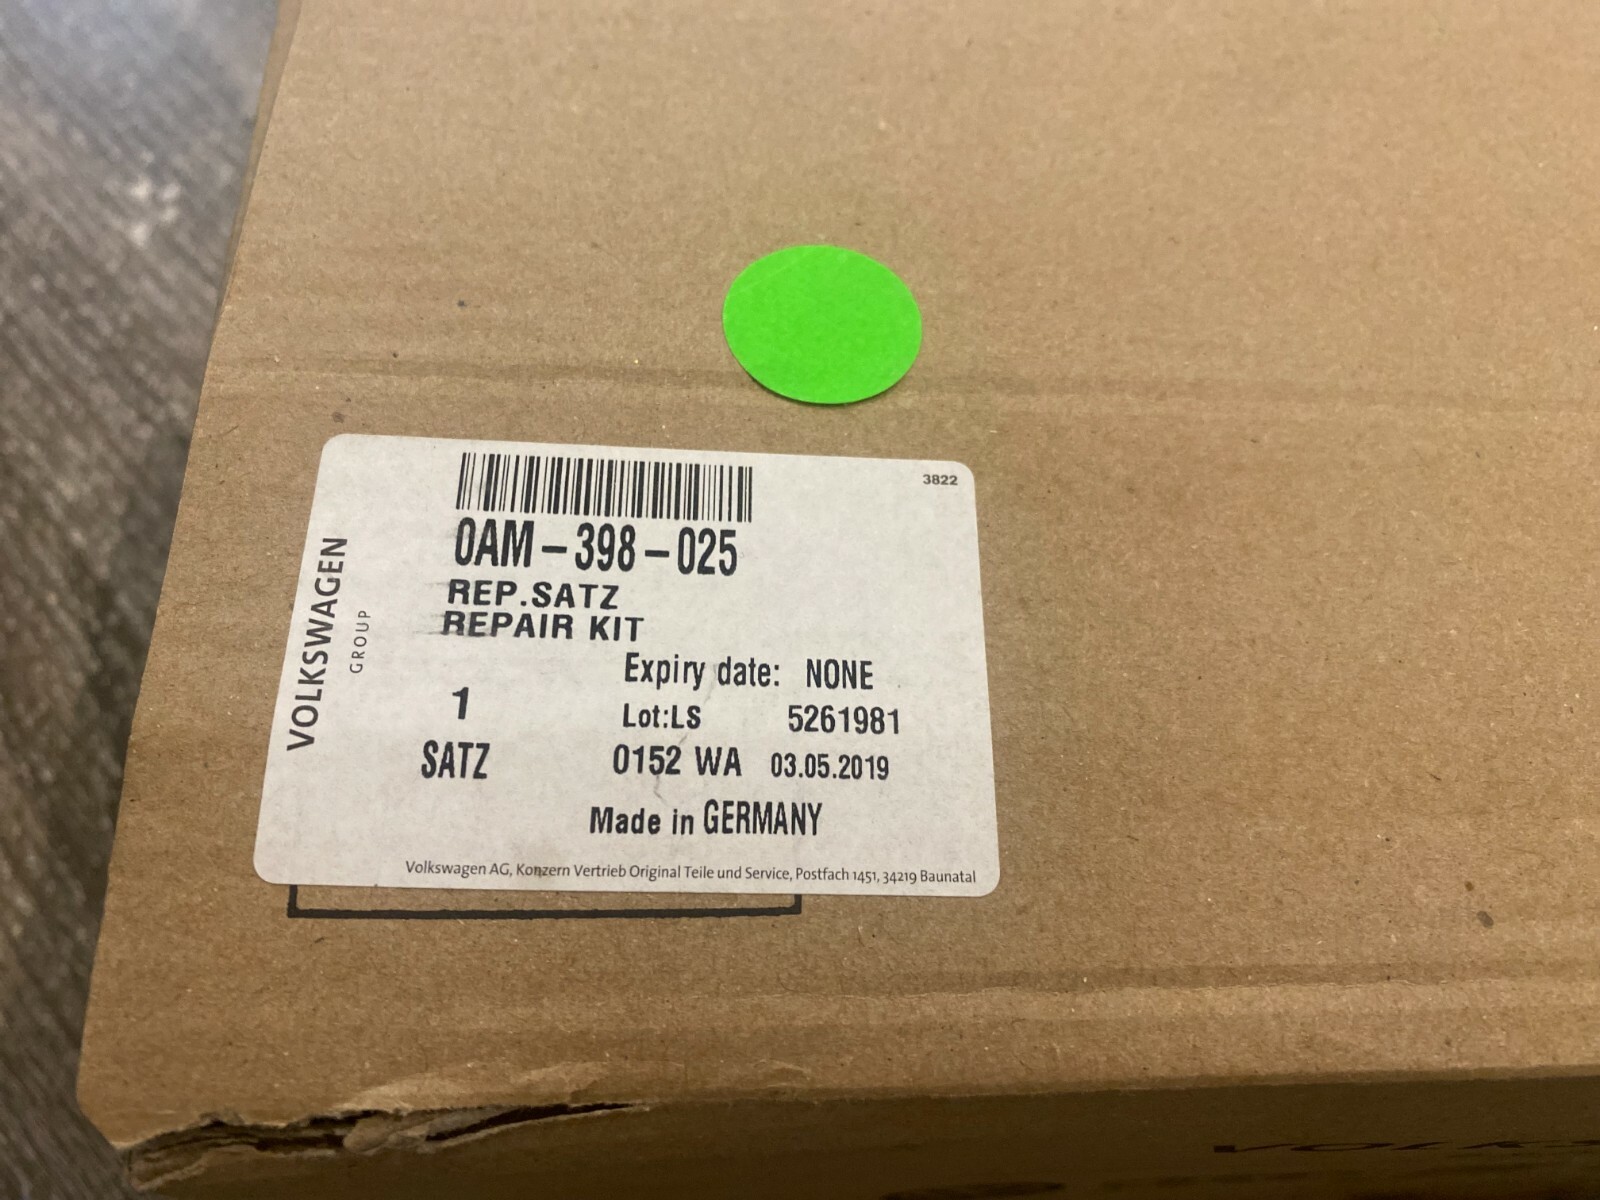 3822
0AM-398-025
REP.SATZ
REPAIR KIT
VOLKSWAGEN
GROUP
Expiry date: NONE
1
Lot:LS 5261981
SATZ
0152 WA 03.05.2019
Made in GERMANY
Volkswagen AG, Konzern Vertrieb Original Teile und Service, Postfach 1451, 34219 Baunatal